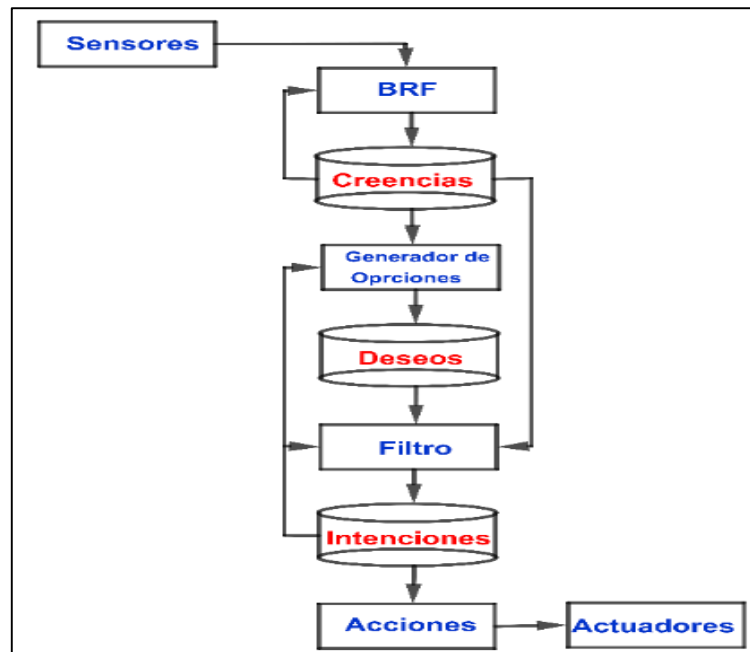 Sensores
BRF
Creencias
Generador de
Oprciones
Deseos
Filtro
Intenciones
Acciones
Actuadores